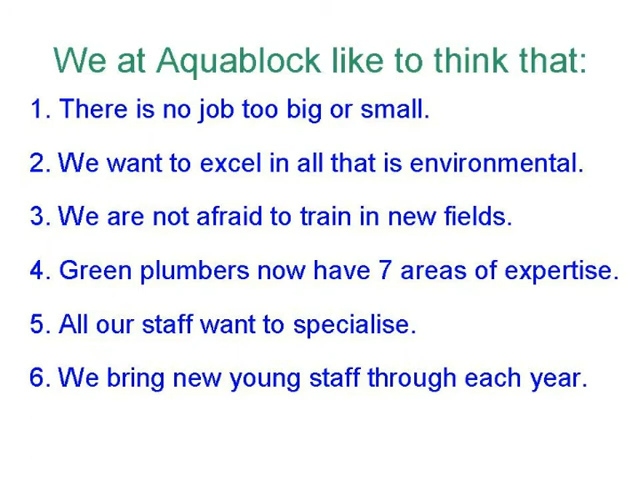 We at Aquablock like to think that:
1. There is no job too big or small.
2. We want to excel in all that is environmental.
3. We are not afraid to train in new fields.
4. Green plumbers now have 7 areas of expertise.
5. All our staff want to specialise.
6. We bring new young staff through each year.